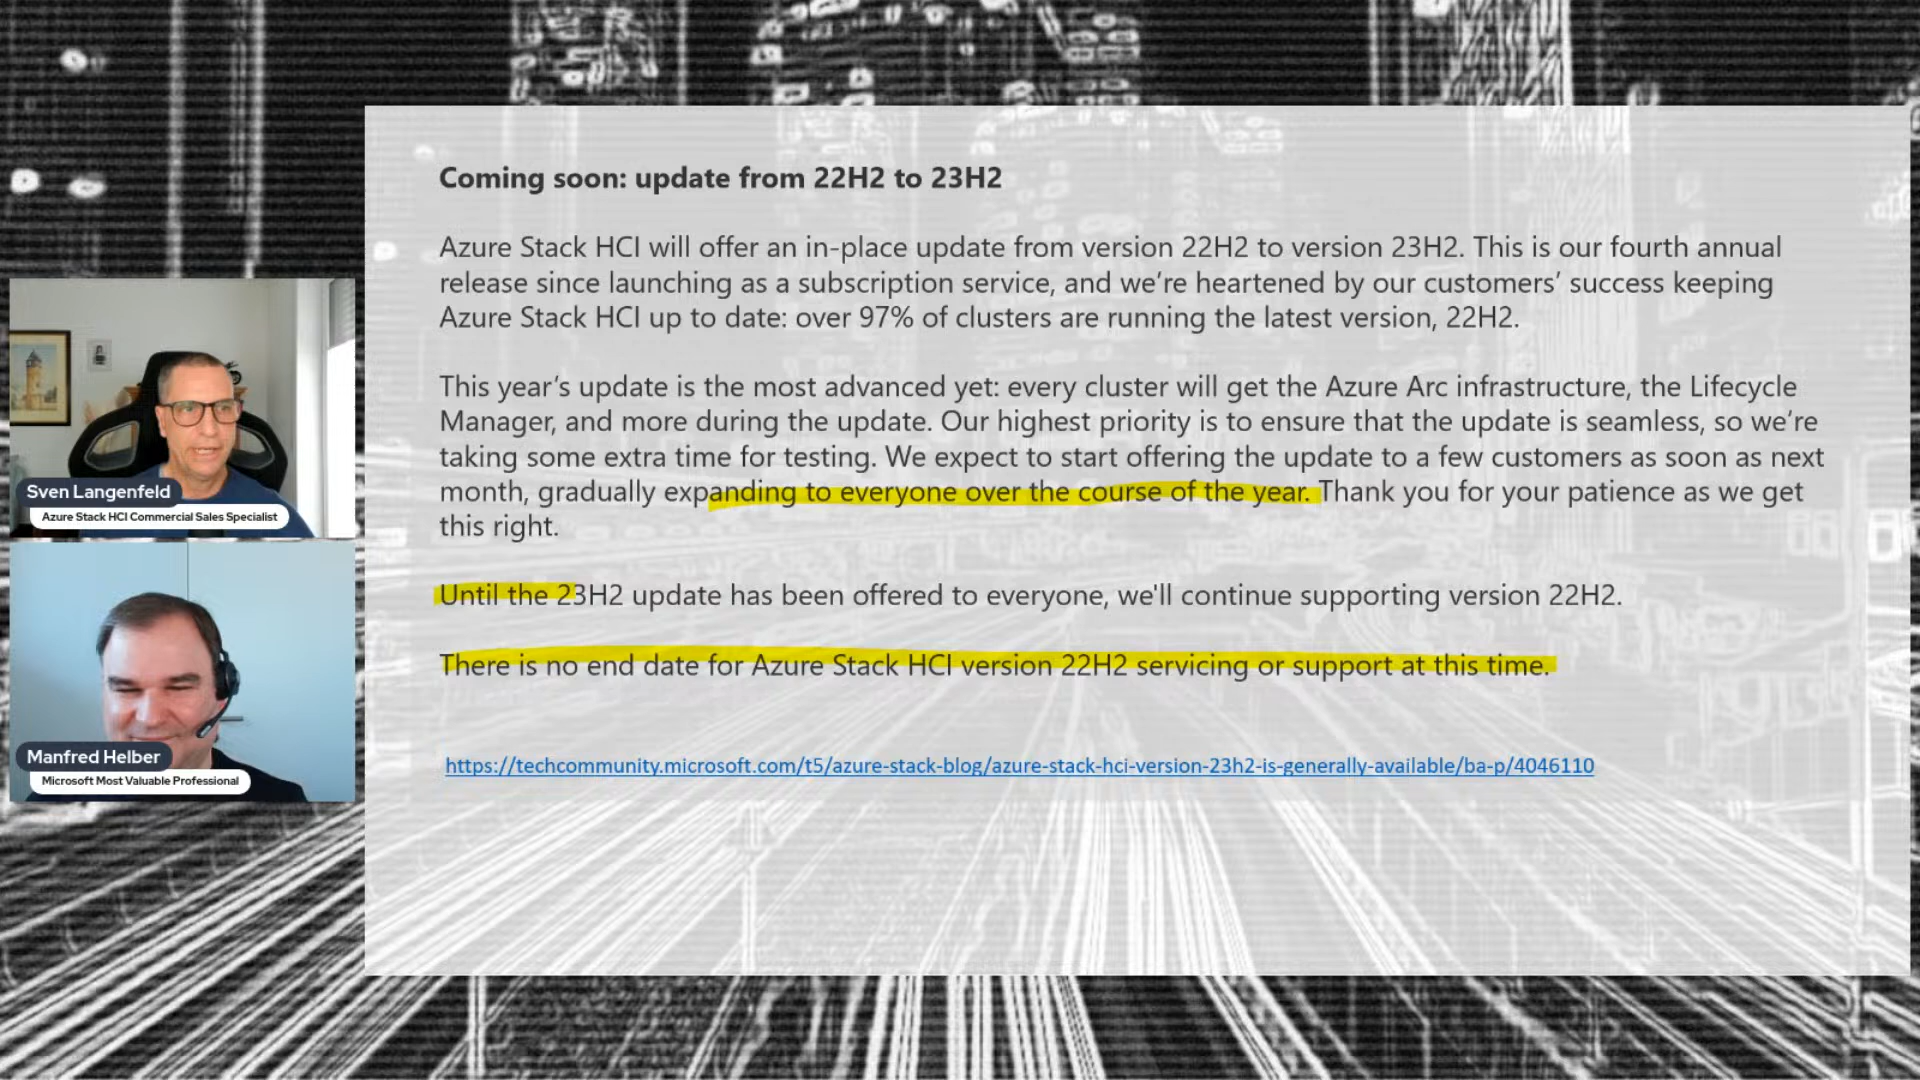 Coming soon: update from 22H2 to 23H2
Azure Stack HCI will offer an in-place update from version 22H2 to version 23H2. This is our fourth annual
release since launching as a subscription service, and we’re heartened by our customers’ success keeping
Azure Stack HCI up to date: over 97% of clusters are running the latest version, 22H2.
This year’s update is the most advanced yet: every cluster will get the Azure Arc infrastructure, the Lifecycle
Manager, and more during the update. Our highest priority is to ensure that the update is seamless, so we’re
taking some extra time for testing. We expect to start offering the update to a few customers as soon as next
month, gradually expanding to everyone over the course of the year. Thank you for your patience as we get
this right.
Until the 23H2 update has been offered to everyone, we'll continue supporting version 22H2.
There is no end date for Azure Stack HCI version 22H2 servicing or support at this time.
https://techcommunity.microsoft.com/t5/azure-stack-blog/azure-stack-hci-version-23h2-is-generally-available/ba-p/4046110
Sven Langenfeld
Azure Stack HCI Commercial Sales Specialist
Manfred Helber
Microsoft Most Valuable Professional